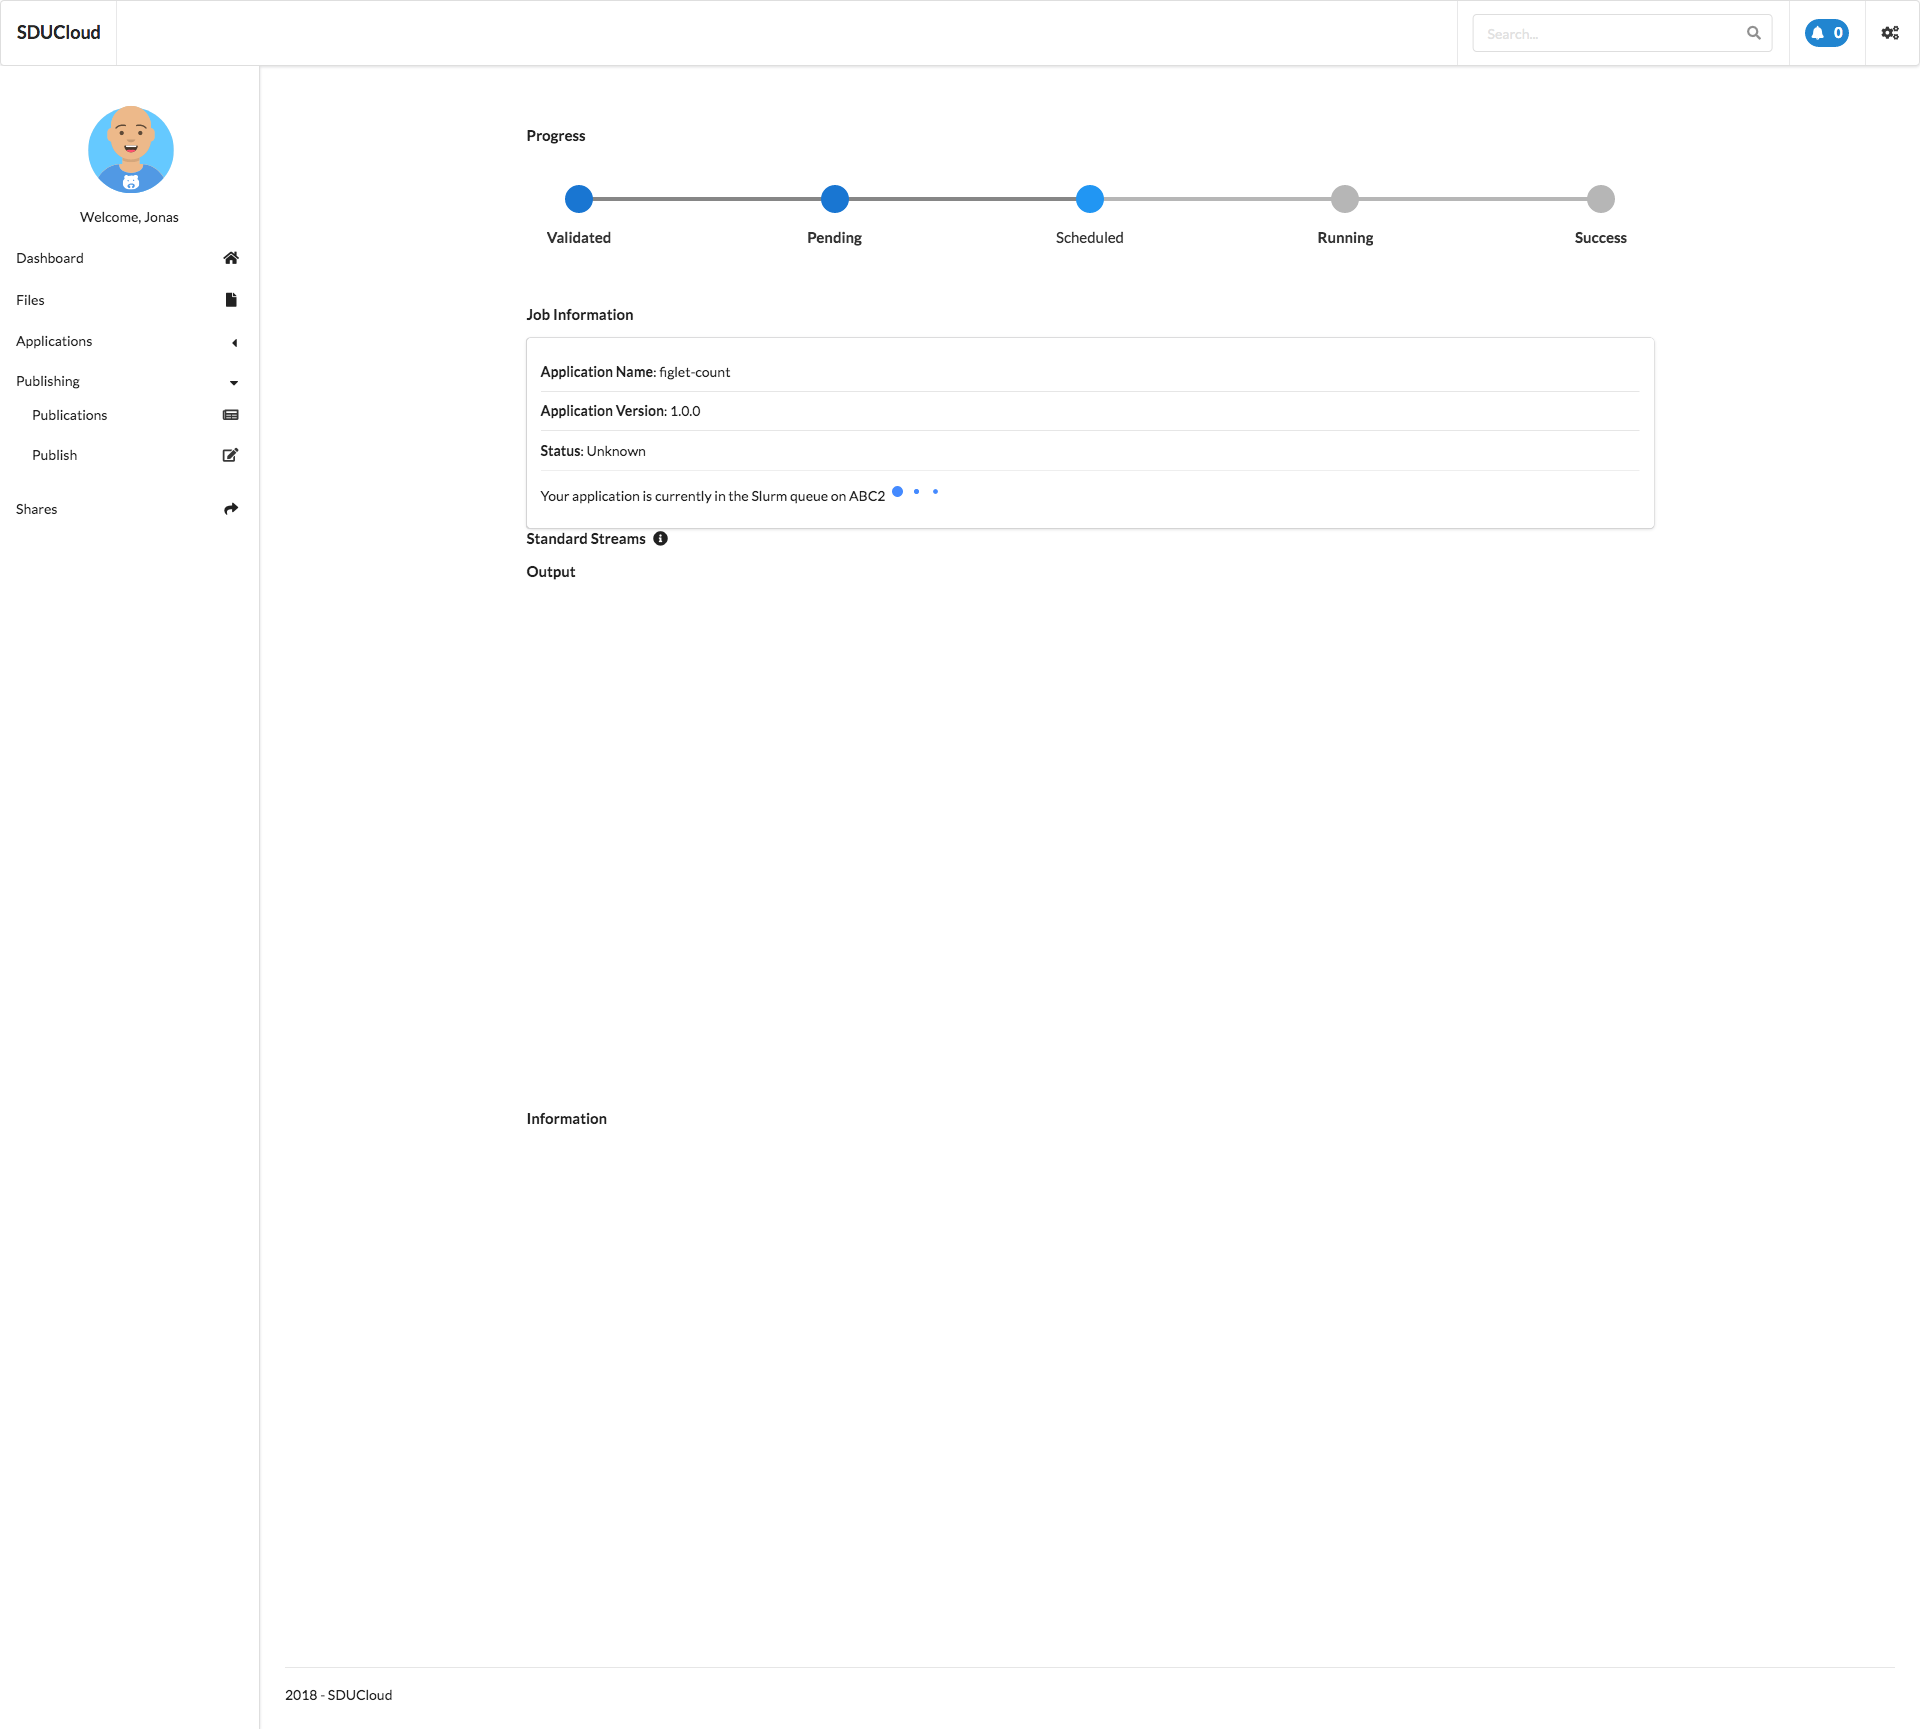 SDUCloud
Search...
0
Welcome, Jonas
Dashboard
Files
Applications
Publishing
Publications
Publish
Shares
Progress
Validated
Pending
Scheduled
Running
Success
Job Information
Application Name: figlet-count
Application Version: 1.0.0
Status: Unknown
Your application is currently in the Slurm queue on ABC2
Standard Streams
Output
Information
2018 - SDUCloud